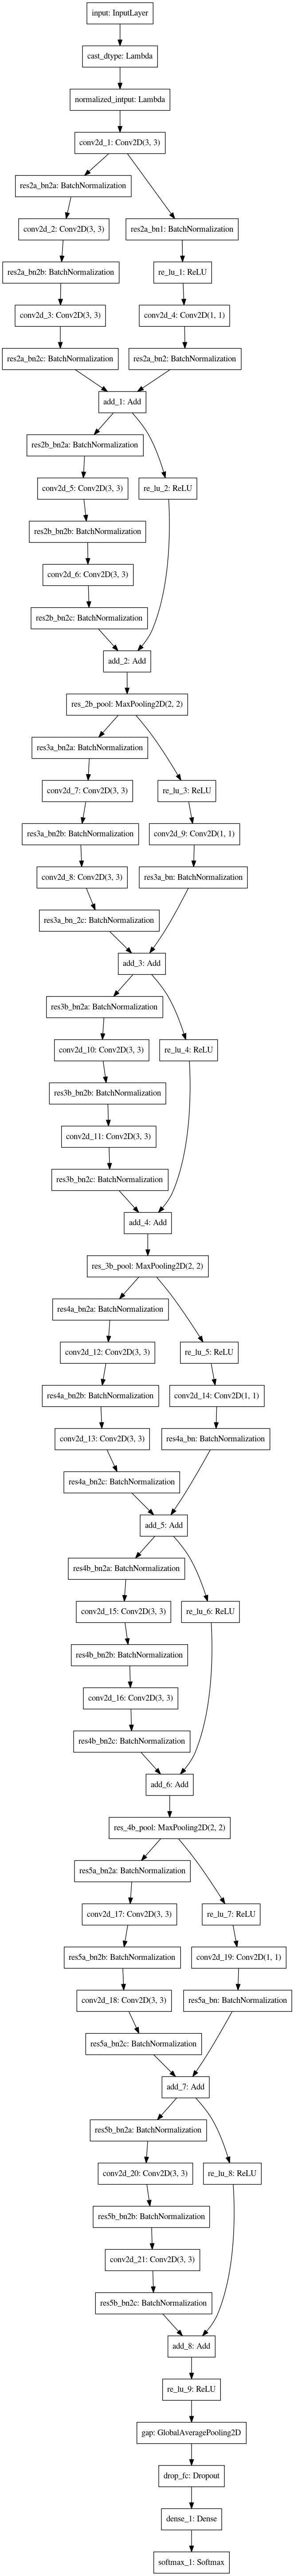 input: InputLayer
cast_dtype: Lambda
normalized_intput: Lambda
conv2d_1: Conv2D(3, 3)
res2a_bn2a: BatchNormalization
conv2d_2: Conv2D(3, 3)
res2a_bn1: BatchNormalization
res2a_bn2b: BatchNormalization
re_lu_1: ReLU
conv2d_3: Conv2D(3, 3)
conv2d_4: Conv2D(1, 1)
res2a_bn2c: BatchNormalization
res2a_bn2: BatchNormalization
add_1: Add
res2b_bn2a: BatchNormalization
conv2d_5: Conv2D(3, 3)
re_lu_2: ReLU
res2b_bn2b: BatchNormalization
conv2d_6: Conv2D(3, 3)
res2b_bn2c: BatchNormalization
add_2: Add
res_2b_pool: MaxPooling2D(2, 2)
res3a_bn2a: BatchNormalization
conv2d_7: Conv2D(3, 3)
re_lu_3: ReLU
res3a_bn2b: BatchNormalization
conv2d_9: Conv2D(1, 1)
conv2d_8: Conv2D(3, 3)
res3a_bn: BatchNormalization
res3a_bn_2c: BatchNormalization
add_3: Add
res3b_bn2a: BatchNormalization
conv2d_10: Conv2D(3, 3)
re_lu_4: ReLU
res3b_bn2b: BatchNormalization
conv2d_11: Conv2D(3, 3)
res3b_bn2c: BatchNormalization
add_4: Add
res_3b_pool: MaxPooling2D(2, 2)
res4a_bn2a: BatchNormalization
conv2d_12: Conv2D(3, 3)
re_lu_5: ReLU
res4a_bn2b: BatchNormalization
conv2d_14: Conv2D(1, 1)
conv2d_13: Conv2D(3, 3)
res4a_bn: BatchNormalization
res4a_bn2c: BatchNormalization
add_5: Add
res4b_bn2a: BatchNormalization
conv2d_15: Conv2D(3, 3)
re_lu_6: ReLU
res4b_bn2b: BatchNormalization
conv2d_16: Conv2D(3, 3)
res4b_bn2c: BatchNormalization
add_6: Add
res_4b_pool: MaxPooling2D(2, 2)
res5a_bn2a: BatchNormalization
conv2d_17: Conv2D(3, 3)
re_lu_7: ReLU
res5a_bn2b: BatchNormalization
conv2d_19: Conv2D(1, 1)
conv2d_18: Conv2D(3, 3)
res5a_bn: BatchNormalization
res5a_bn2c: BatchNormalization
add_7: Add
res5b_bn2a: BatchNormalization
conv2d_20: Conv2D(3, 3)
re_lu_8: ReLU
res5b_bn2b: BatchNormalization
conv2d_21: Conv2D(3, 3)
res5b_bn2c: BatchNormalization
add_8: Add
re_lu_9: ReLU
gap: GlobalAveragePooling2D
drop_fc: Dropout
dense_1: Dense
softmax_1: Softmax